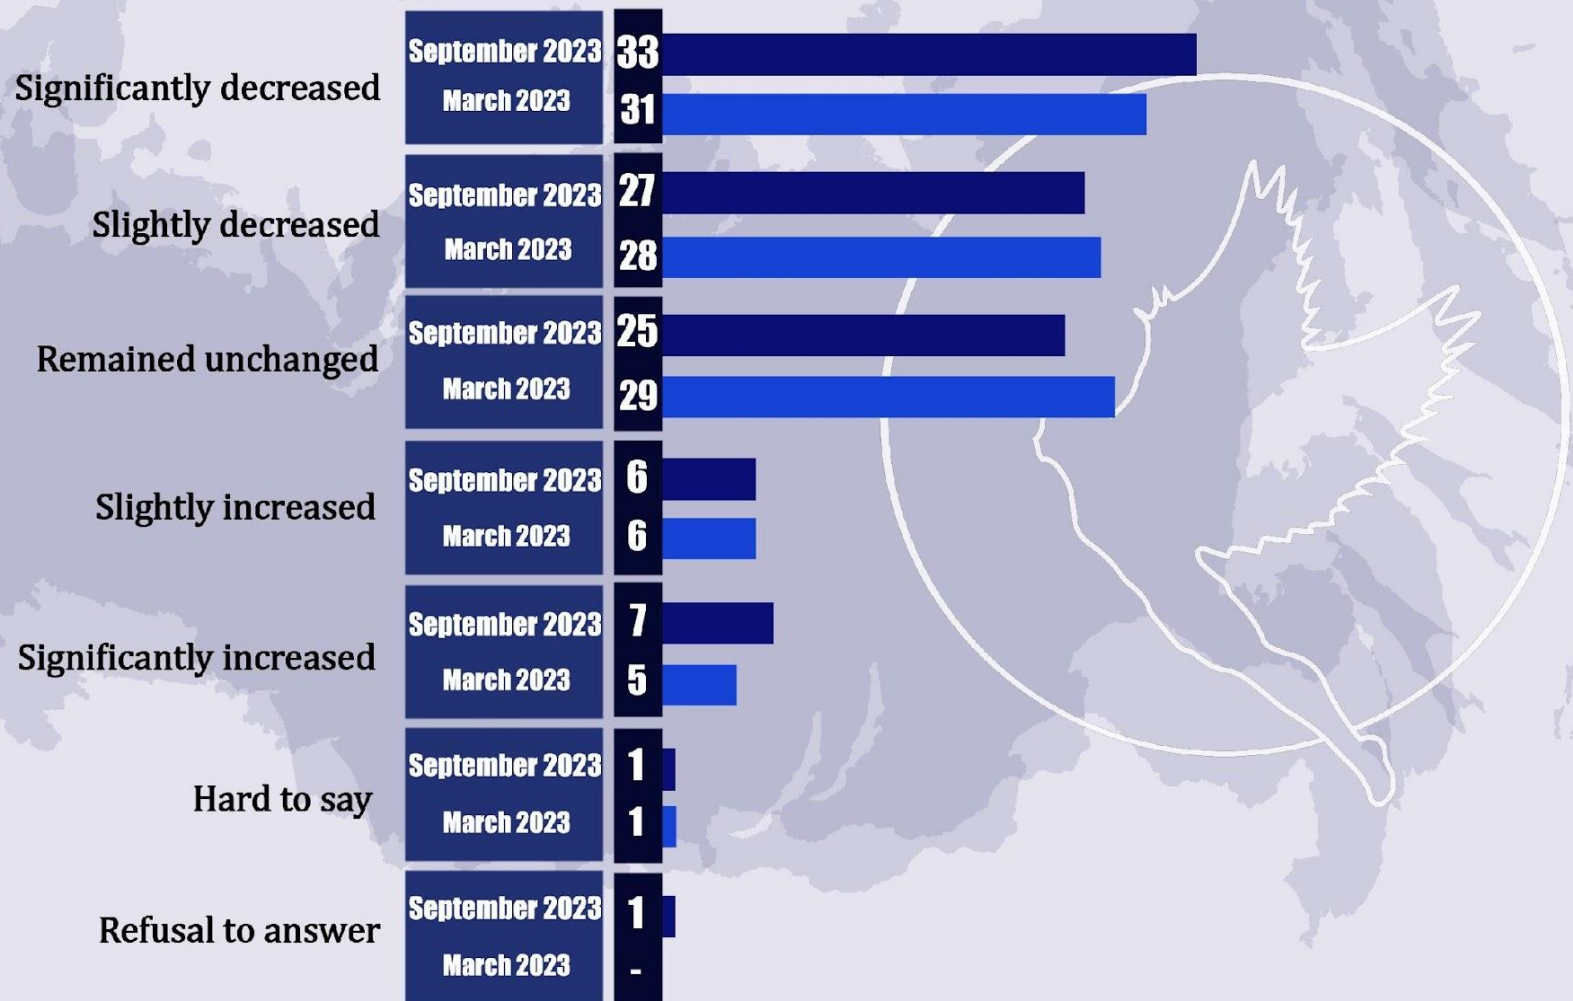 Significantly decreased
September 2023 33
March 2023 31
Slightly decreased
September 2023 27
March 2023 28
Remained unchanged
September 2023 25
March 2023 29
Slightly increased
September 2023 6
March 2023 6
Significantly increased
September 2023 7
March 2023 5
Hard to say
September 2023 1
March 2023 1
Refusal to answer
September 2023 1
March 2023 -